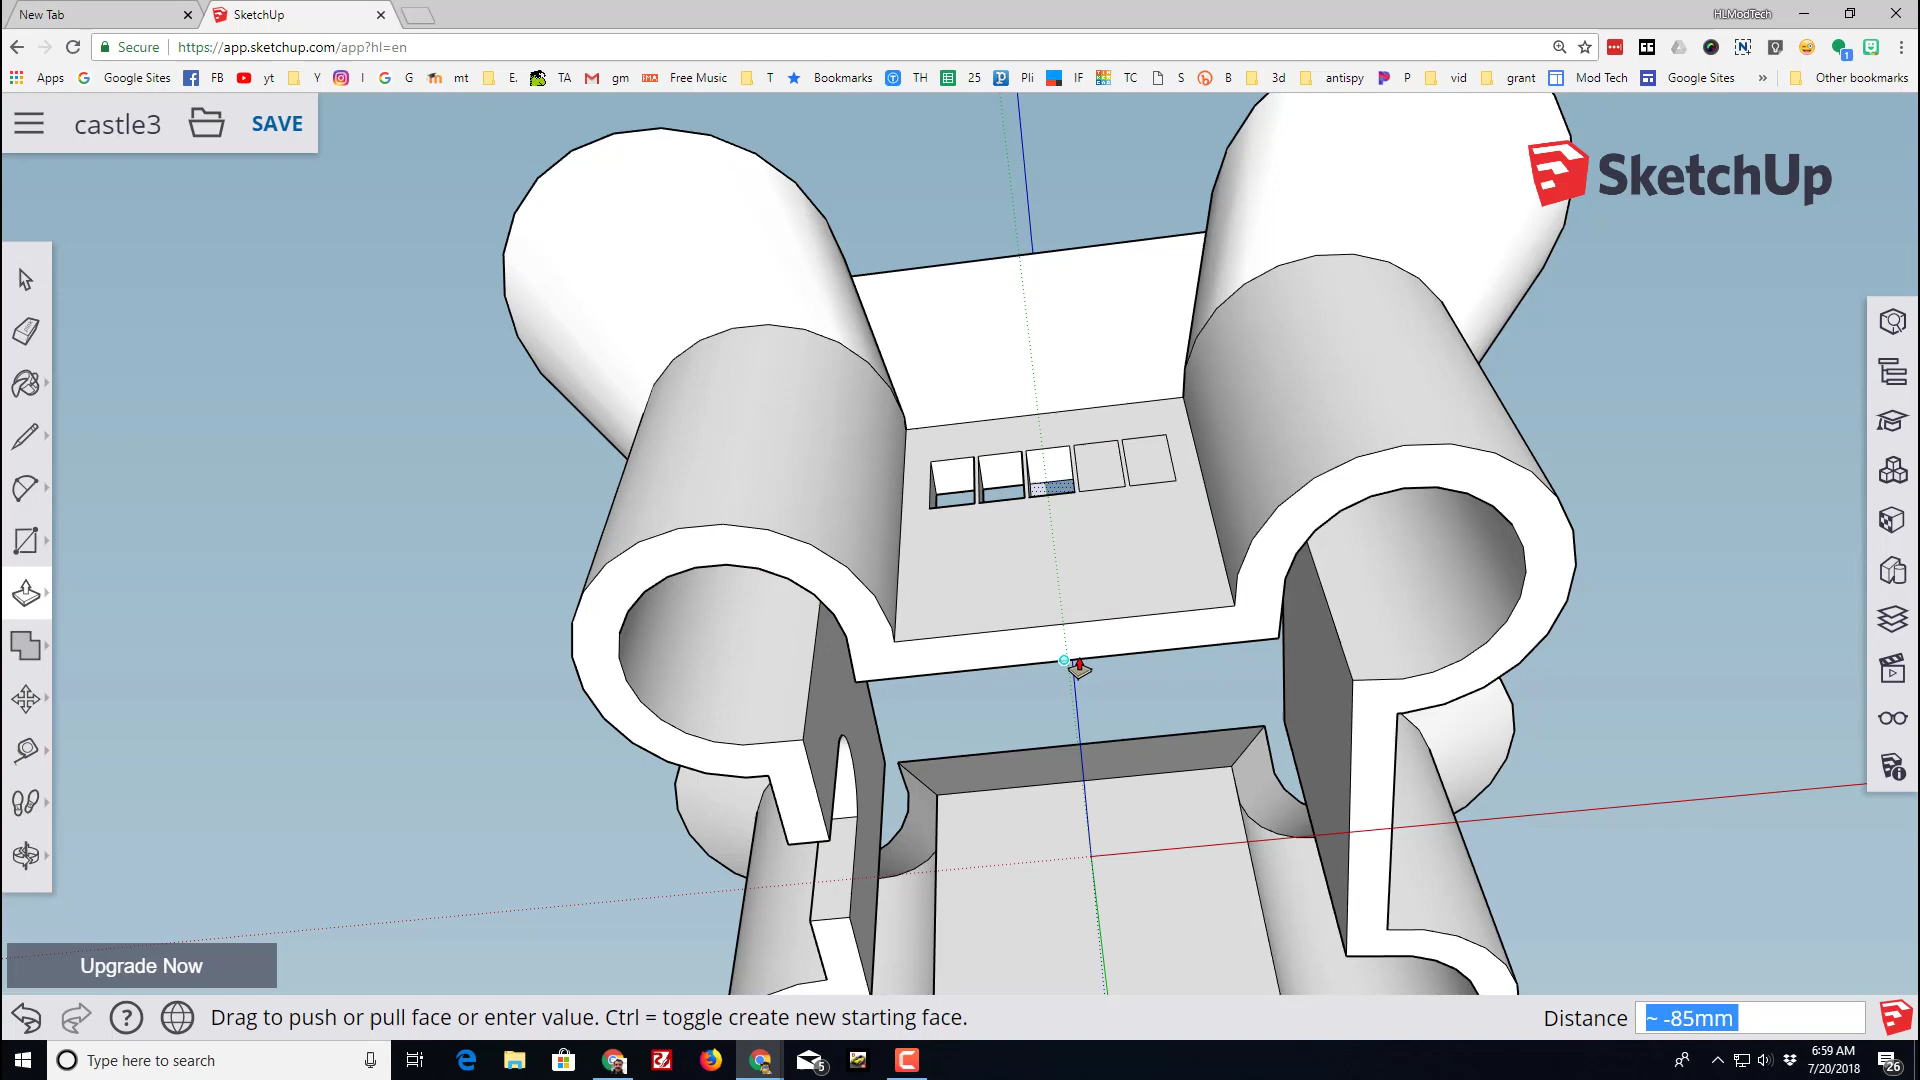 New Tab
SketchUp
HLModTech
Secure
https://app.sketchup.com/app?hl=en
Apps
Google Sites
FB
yt
Y
I
G
mt
E.
TA
gm
IMA
Free Music
T
Bookmarks
TH
25
Pli
IF
TC
S
B
3d
antispy
P
vid
grant
Mod Tech
Google Sites
»
Other bookmarks
castle3
SAVE
SketchUp
Upgrade Now
Drag to push or pull face or enter value. Ctrl = toggle create new starting face.
Distance
~ -85mm
Type here to search
5
6:59 AM
7/20/2018
26